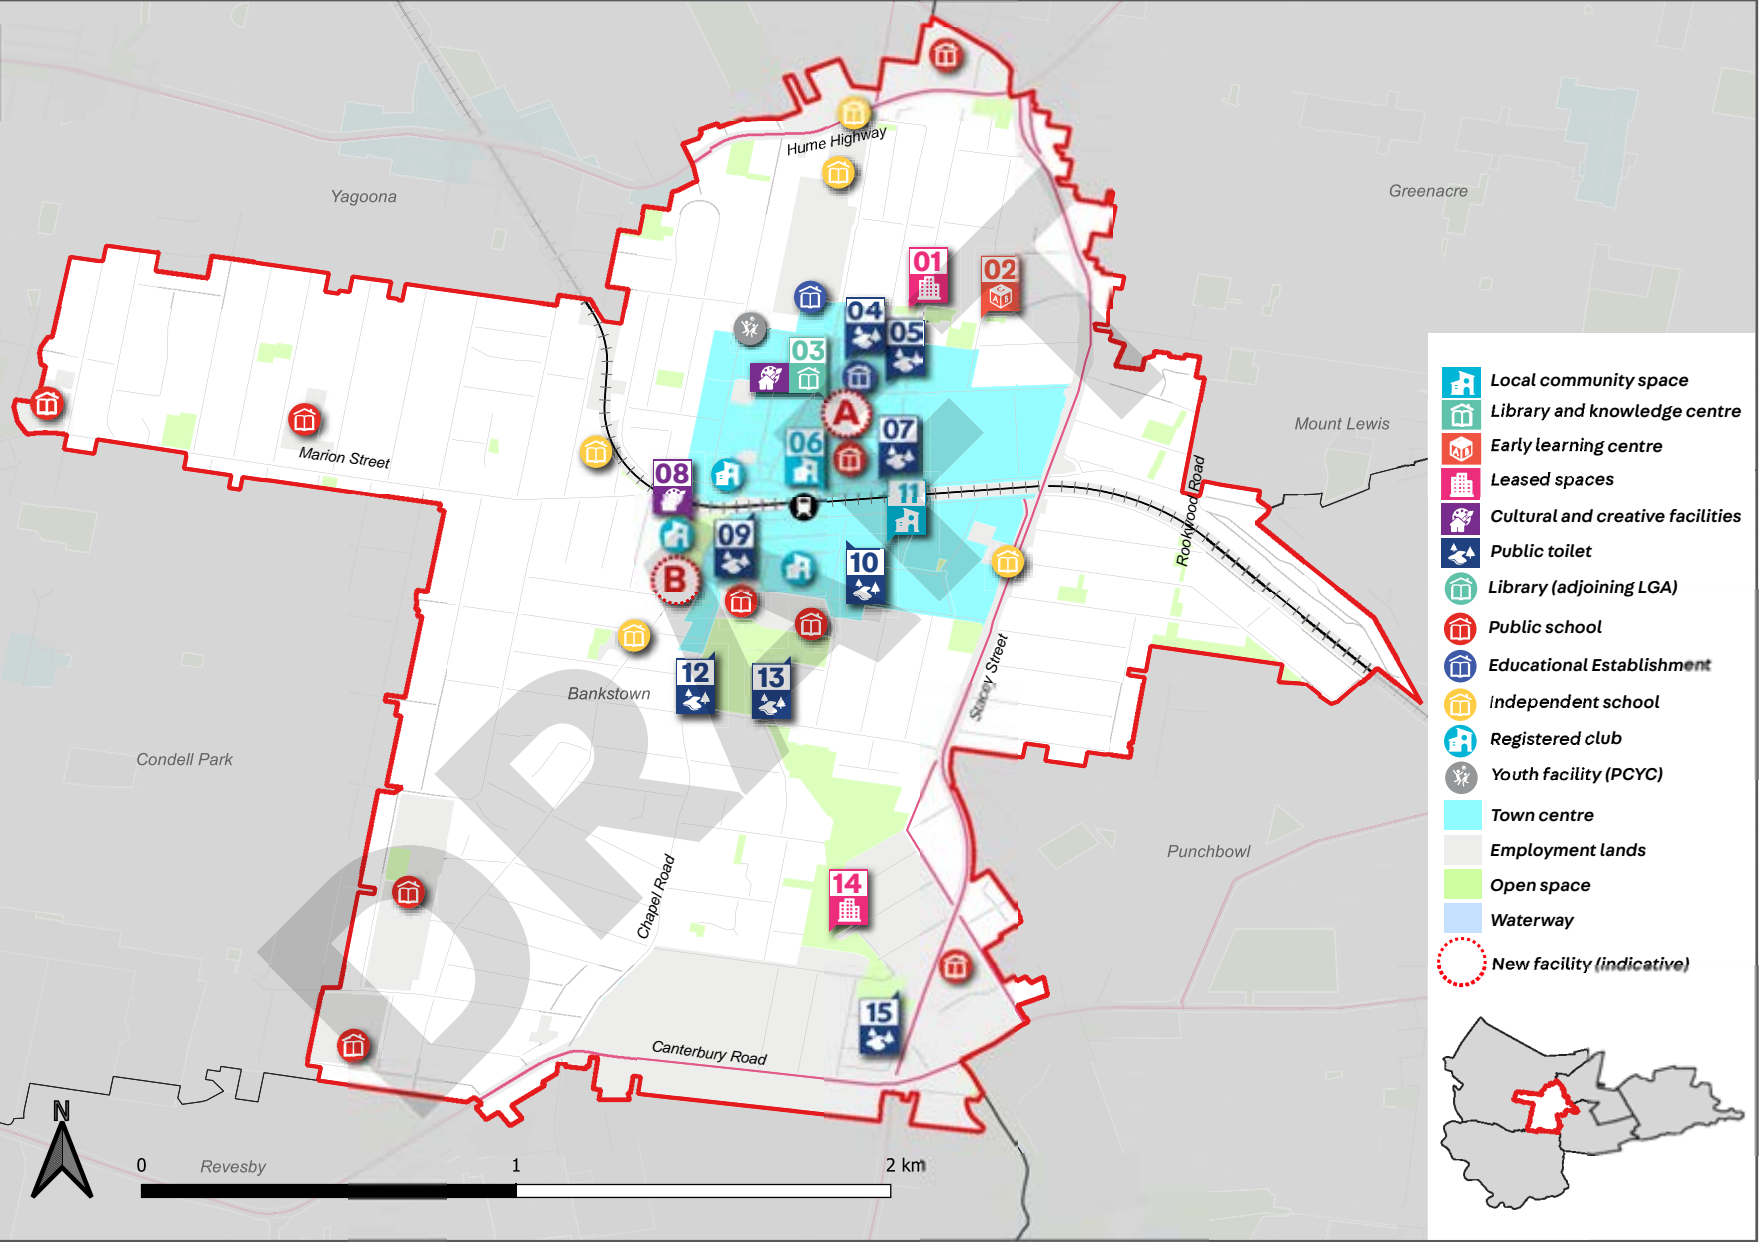 Hume Highway
Yagoona
Greenacre
01
02
04
05
03
A
Mount Lewis
Marion Street
07
06
08
11
Rookwood Road
09
10
B
Stacey Street
12
13
Bankstown
Condell Park
Punchbowl
14
Chapel Road
15
Canterbury Road
N
0
1
2 km
Revesby
DRAFT
Local community space
Library and knowledge centre
Early learning centre
Leased spaces
Cultural and creative facilities
Public toilet
Library (adjoining LGA)
Public school
Educational Establishment
Independent school
Registered club
Youth facility (PCYC)
Town centre
Employment lands
Open space
Waterway
New facility (indicative)